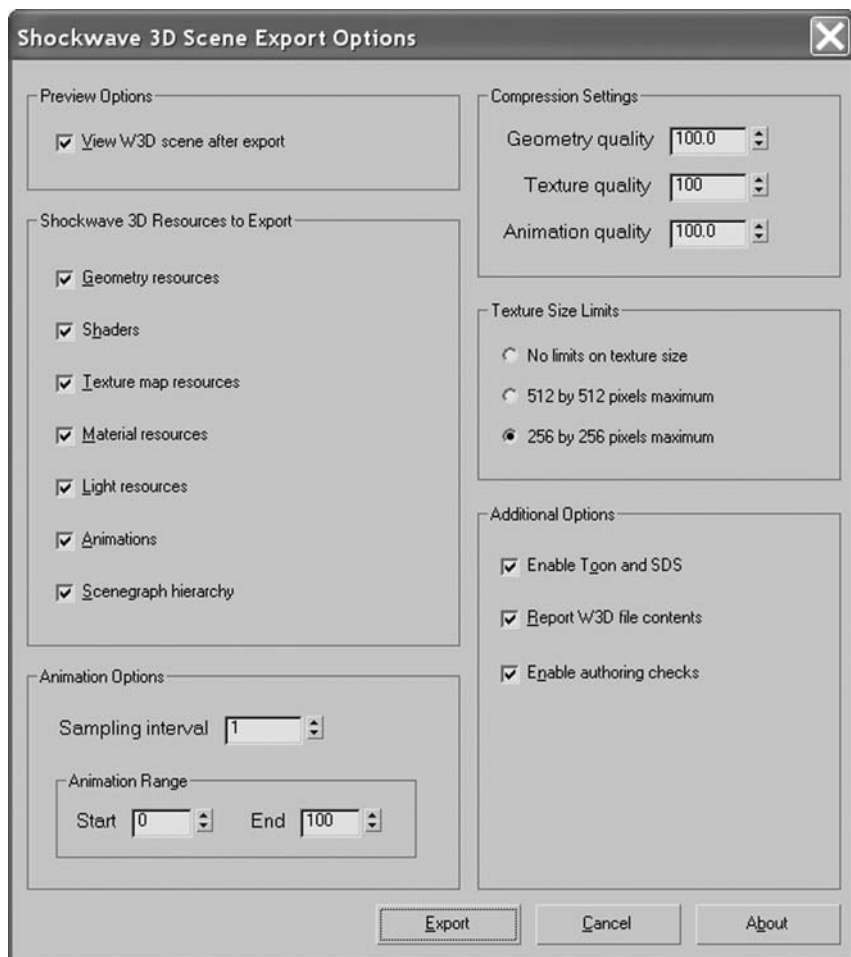 Shockwave 3D Scene Export Options
Preview Options
View W3D scene after export
Shockwave 3D Resources to Export
Geometry resources
Shaders
Texture map resources
Material resources
Light resources
Animations
Scenegraph hierarchy
Animation Options
Sampling interval 1
Animation Range
Start 0 End 100
Compression Settings
Geometry quality 100.0
Texture quality 100
Animation quality 100.0
Texture Size Limits
No limits on texture size
512 by 512 pixels maximum
256 by 256 pixels maximum
Additional Options
Enable Toon and SDS
Report W3D file contents
Enable authoring checks
Export Cancel About